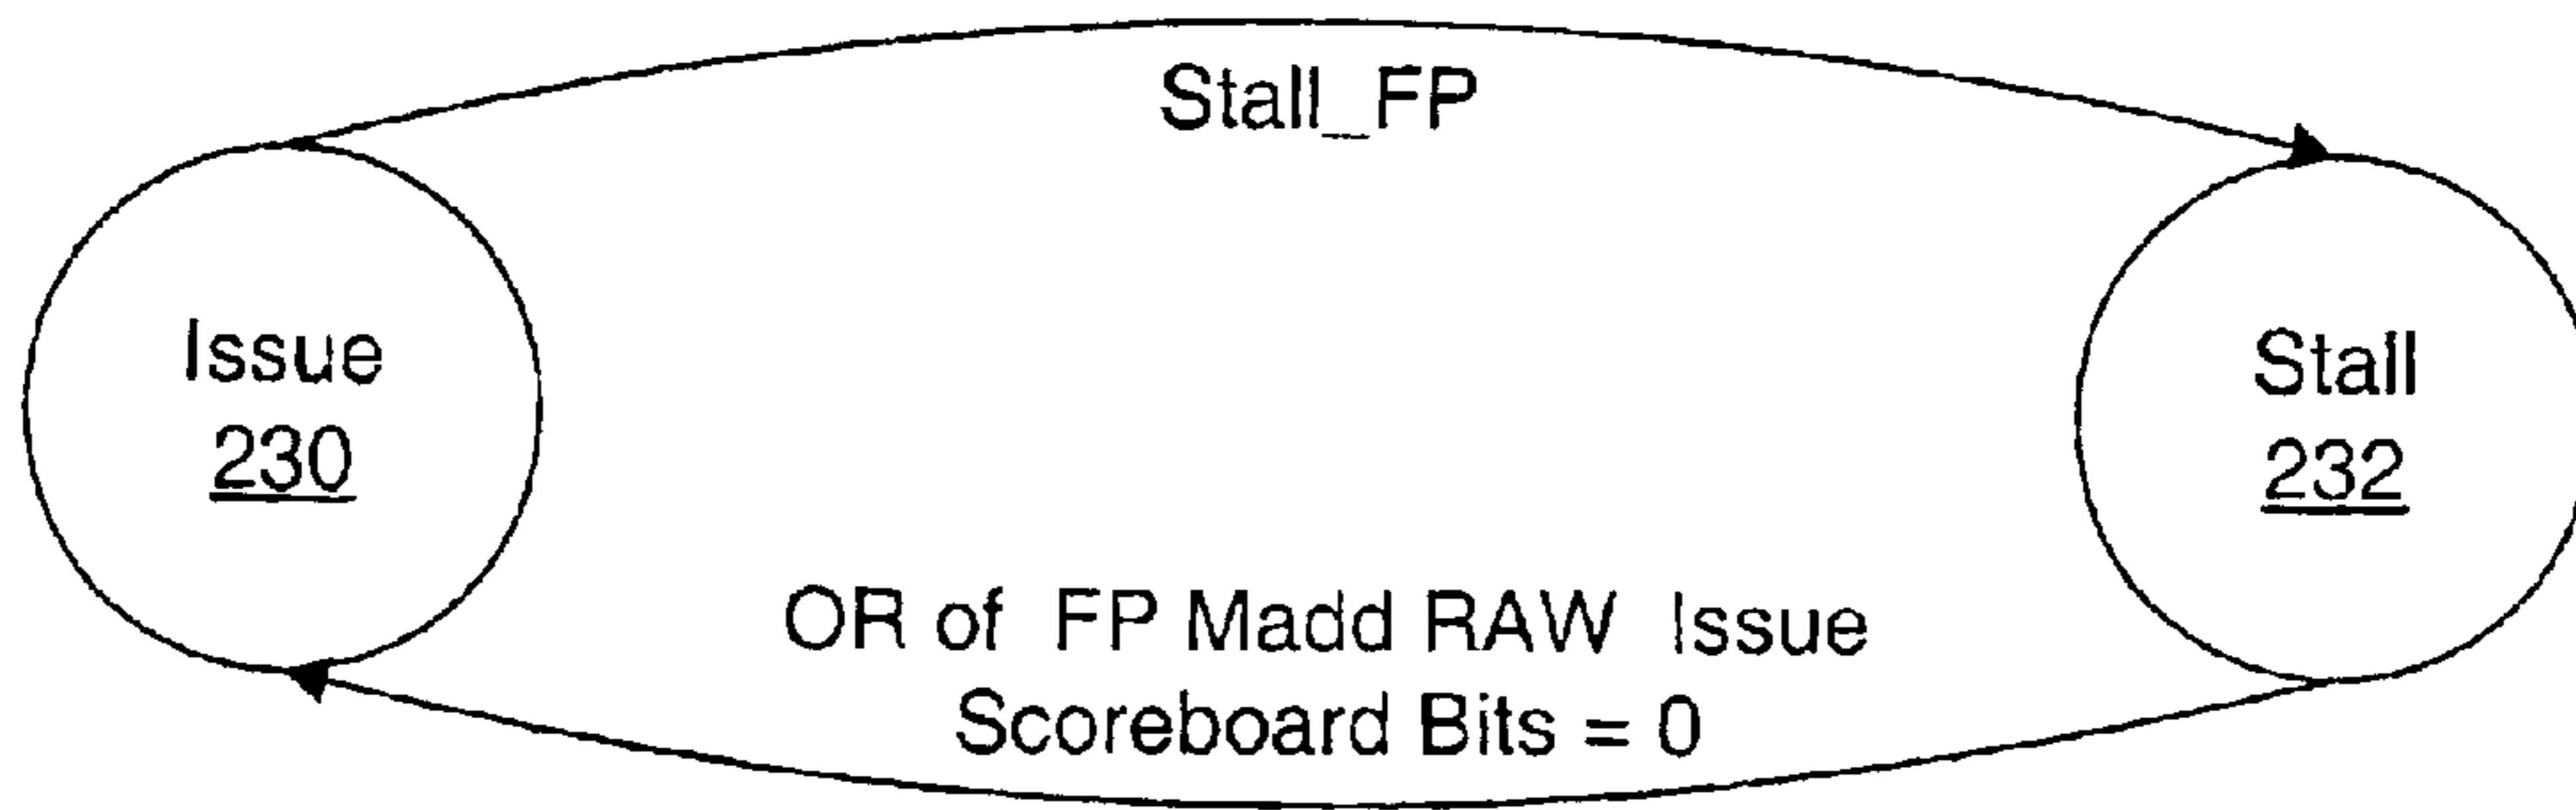 Stall_FP
Issue
230
Stall
232
OR of FP Madd RAW Issue
Scoreboard Bits = 0